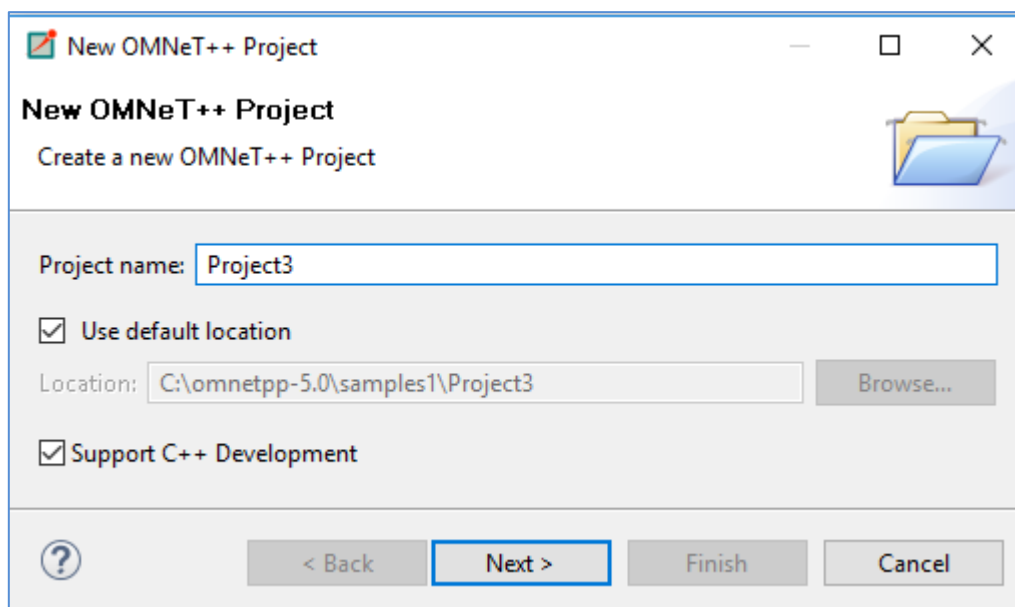 New OMNeT++ Project
New OMNeT++ Project
Create a new OMNeT++ Project
Project name: Project3
Use default location
Location: C:\omnetpp-5.0\samples1\Project3 Browse...
Support C++ Development
? < Back Next > Finish Cancel